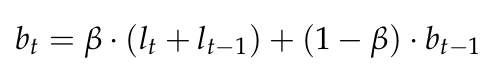 b_t = β · (l_t + l_{t−1}) + (1 − β) · b_{t−1}